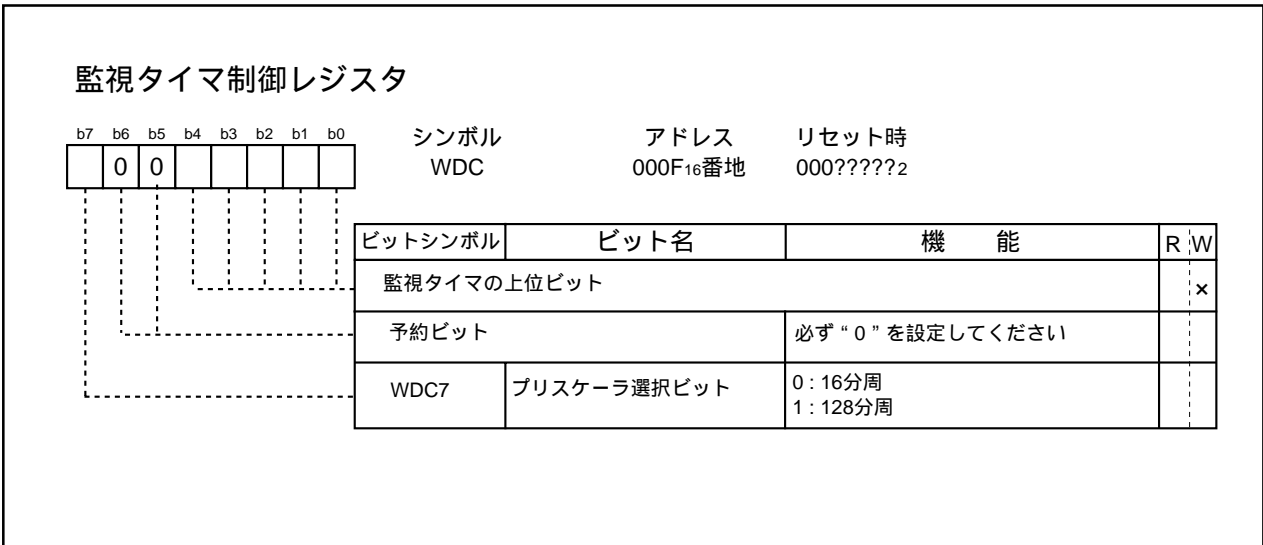 監視タイマ制御レジスタ
b7 b6 b5 b4 b3 b2 b1 b0
0 0
シンボル アドレス リセット時
WDC 000F16番地 000?????2
ビットシンボル ビット名 機 能 R W
監視タイマの上位ビット ×
予約ビット 必ず“0”を設定してください
WDC7 プリスケーラ選択ビット 0 : 16分周
1 : 128分周